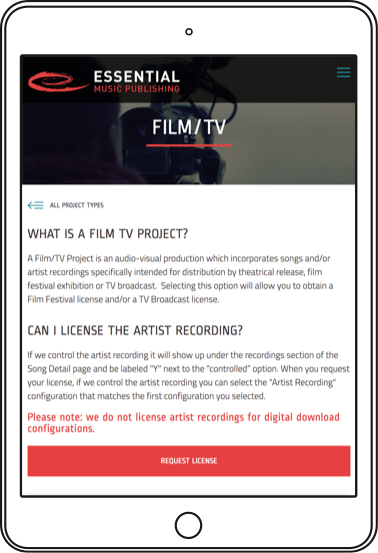 ESSENTIAL
MUSIC PUBLISHING
FILM/TV
ALL PROJECT TYPES
WHAT IS A FILM TV PROJECT?
A Film/TV Project is an audio-visual production which incorporates songs and/or
artist recordings specifically intended for distribution by theatrical release, film
festival exhibition or TV broadcast. Selecting this option will allow you to obtain a
Film Festival license and/or a TV Broadcast license.
CAN I LICENSE THE ARTIST RECORDING?
If we control the artist recording it will show up under the recordings section of the
Song Detail page and be labeled "Y" next to the "controlled" option. When you request
your license, if we control the artist recording you can select the "Artist Recording"
configuration that matches the first configuration you selected.
Please note: we do not license artist recordings for digital download
configurations.
REQUEST LICENSE